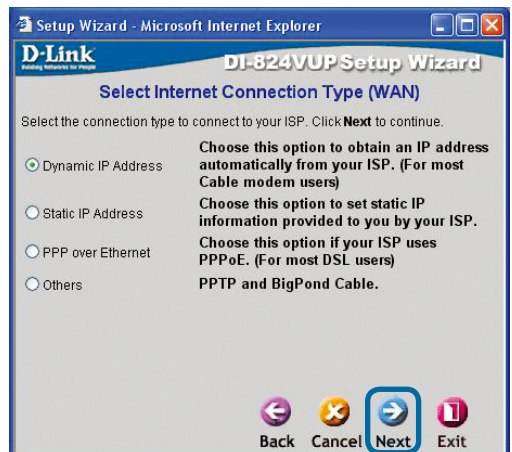 Setup Wizard - Microsoft Internet Explorer
D-Link
Building Networks for People
DI-824VUP Setup Wizard
Select Internet Connection Type (WAN)
Select the connection type to connect to your ISP. Click Next to continue.
Dynamic IP Address
Choose this option to obtain an IP address
automatically from your ISP. (For most
Cable modem users)
Static IP Address
Choose this option to set static IP
information provided to you by your ISP.
PPP over Ethernet
Choose this option if your ISP uses
PPPoE. (For most DSL users)
Others
PPTP and BigPond Cable.
Back Cancel Next Exit